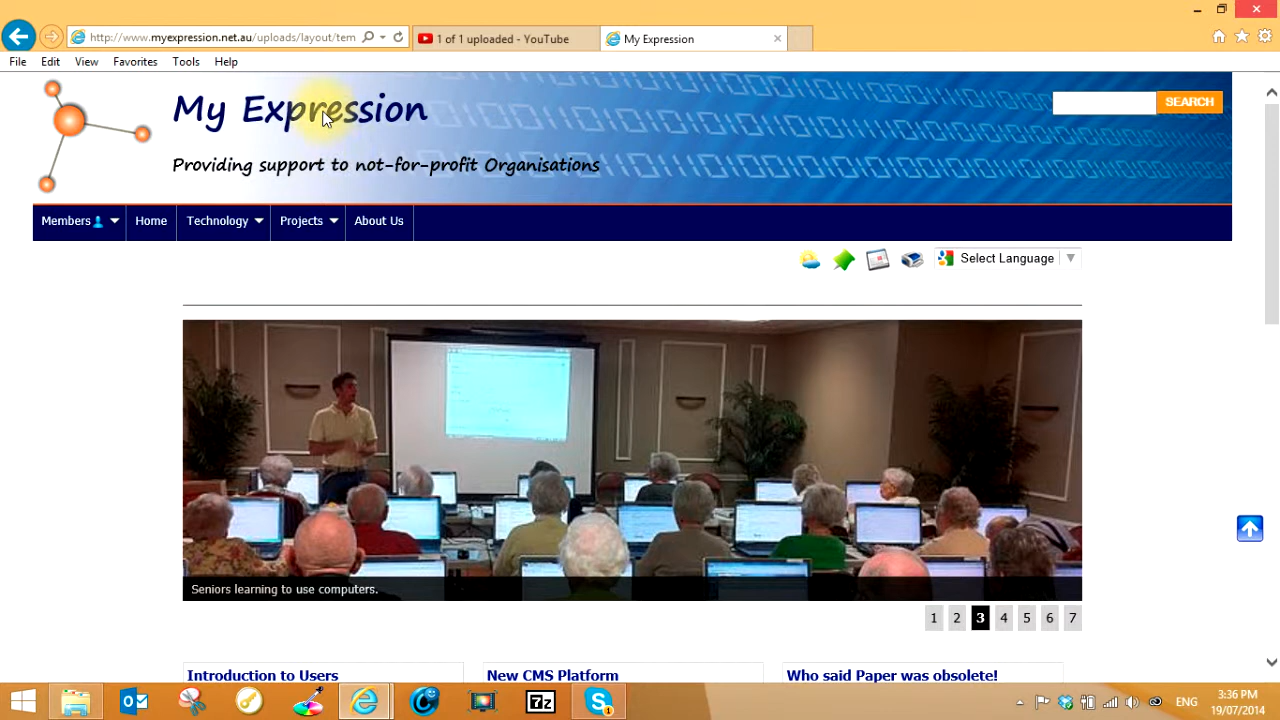 http://www.myexpression.net.au/uploads/layout/tem
1 of 1 uploaded - YouTube
My Expression
File Edit View Favorites Tools Help
My Expression
SEARCH
Providing support to not-for-profit Organisations
Members Home Technology Projects About Us
Select Language
Seniors learning to use computers.
1 2 3 4 5 6 7
Introduction to Users
New CMS Platform
Who said Paper was obsolete!
ENG
3:36 PM
19/07/2014